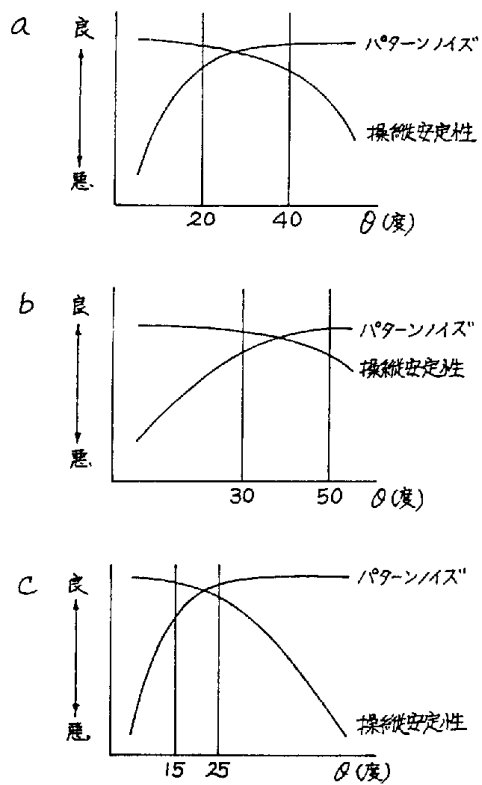 a
良
パターンノイズ
操縦安定性
悪
20 40 θ(度)
b
良
パターンノイズ
操縦安定性
悪
30 50 θ(度)
c
良
パターンノイズ
操縦安定性
悪
15 25 θ(度)